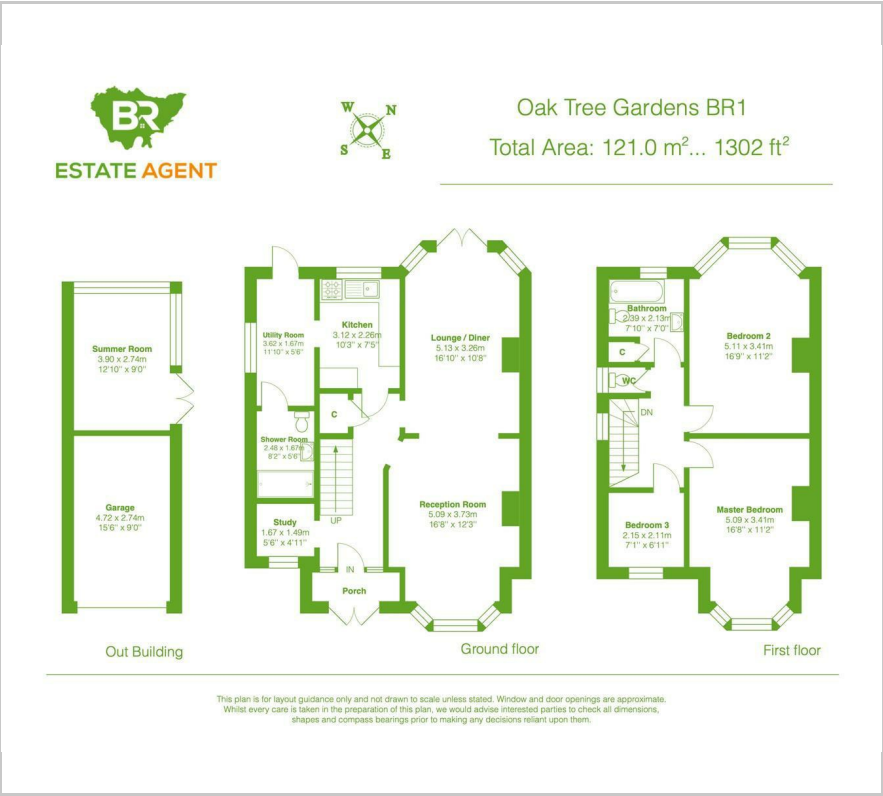 BR
ESTATE AGENT
W
N
S
E
Oak Tree Gardens BR1
Total Area: 121.0 m²... 1302 ft²
Summer Room
3.90 x 2.74m
12'10" x 9'0"
Garage
4.72 x 2.74m
15'6" x 9'0"
Out Building
Utility Room
3.62 x 1.67m
11'10" x 5'6"
Kitchen
3.12 x 2.26m
10'3" x 7'5"
Lounge / Diner
5.13 x 3.26m
16'10" x 10'8"
C
Shower Room
2.48 x 1.67m
8'2" x 5'6"
Study
1.67 x 1.49m
5'6" x 4'11"
UP
IN
Porch
Reception Room
5.09 x 3.73m
16'8" x 12'3"
Ground floor
Bathroom
2.39 x 2.13m
7'10" x 7'0"
C
WC
DN
Bedroom 2
5.11 x 3.41m
16'9" x 11'2"
Bedroom 3
2.15 x 2.11m
7'1" x 6'11"
Master Bedroom
5.09 x 3.41m
16'8" x 11'2"
First floor
This plan is for layout guidance only and not drawn to scale unless stated. Window and door openings are approximate.
Whilst every care is taken in the preparation of this plan, we would advise interested parties to check all dimensions,
shapes and compass bearings prior to making any decisions reliant upon them.